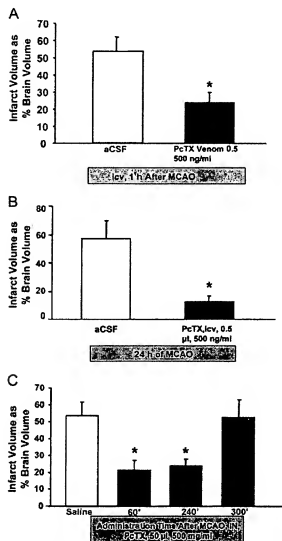 A
Infarct Volume as
% Brain Volume
70
60
50
40
30
20
10
0
*
aCSF
PcTX Venom 0.5
500 ng/ml
icv, 1 h After MCAO
B
Infarct Volume as
% Brain Volume
80
60
40
20
0
*
aCSF
PcTX,icv, 0.5
µl, 500 ng/ml
24 h of MCAO
C
Infarct Volume as
% Brain Volume
70
60
50
40
30
20
10
0
*
*
Saline
60'
240'
300'
Administration Time After MCAO, IN,
PcTX, 50 µl, 500 ng/ml